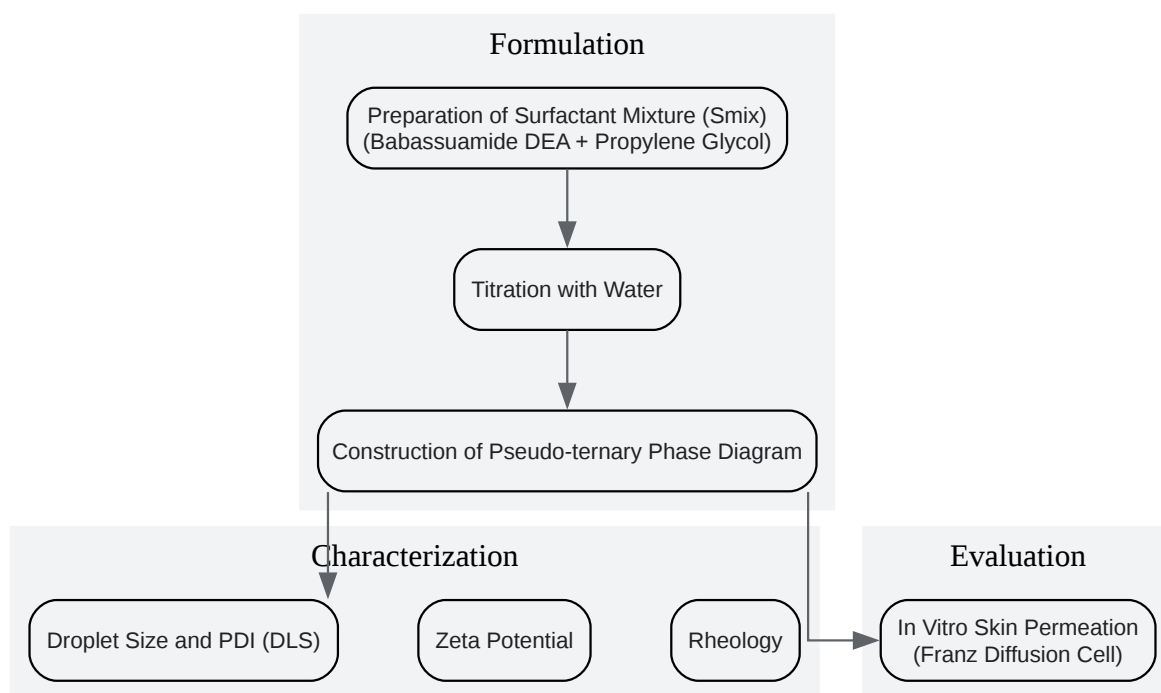 Formulation
Preparation of Surfactant Mixture (Smix)
(Babassuamide DEA + Propylene Glycol)
Titration with Water
Construction of Pseudo-ternary Phase Diagram
Characterization
Droplet Size and PDI (DLS)
Zeta Potential
Rheology
Evaluation
In Vitro Skin Permeation
(Franz Diffusion Cell)